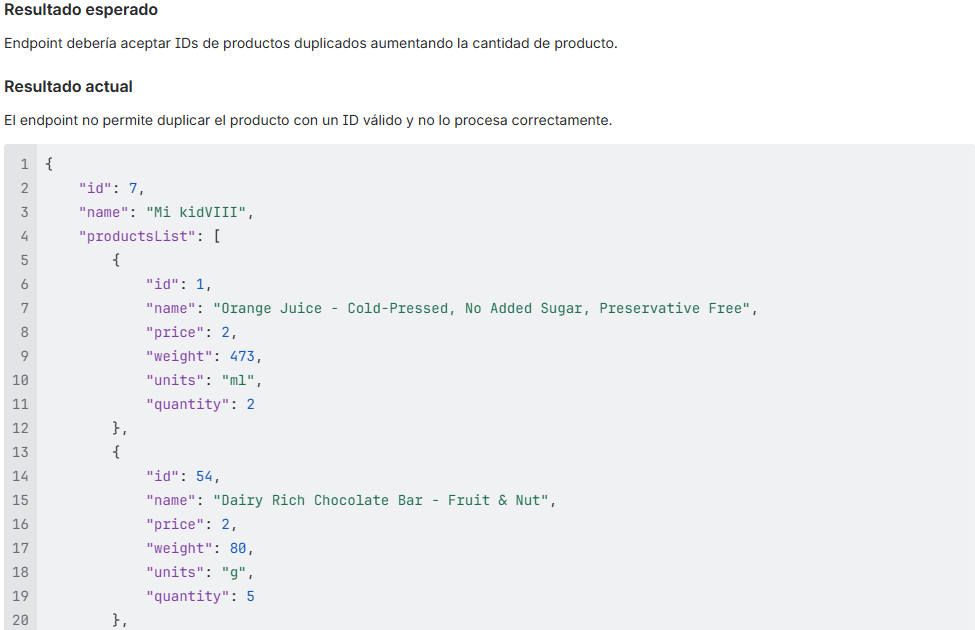 Resultado esperado
Endpoint debería aceptar IDs de productos duplicados aumentando la cantidad de producto.
Resultado actual
El endpoint no permite duplicar el producto con un ID válido y no lo procesa correctamente.
1 {
2 "id": 7,
3 "name": "Mi kidVIII",
4 "productsList": [
5 {
6 "id": 1,
7 "name": "Orange Juice - Cold-Pressed, No Added Sugar, Preservative Free",
8 "price": 2,
9 "weight": 473,
10 "units": "ml",
11 "quantity": 2
12 },
13 {
14 "id": 54,
15 "name": "Dairy Rich Chocolate Bar - Fruit & Nut",
16 "price": 2,
17 "weight": 80,
18 "units": "g",
19 "quantity": 5
20 },